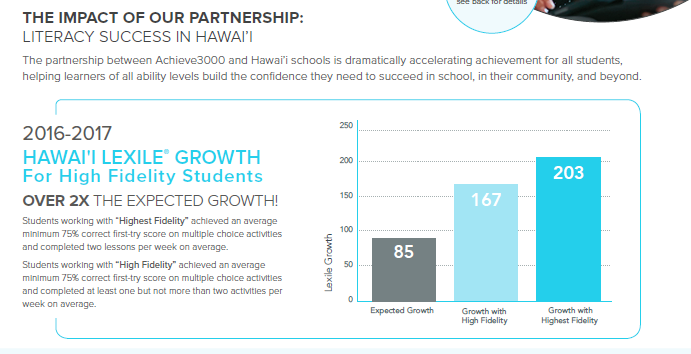 see back for details
THE IMPACT OF OUR PARTNERSHIP:
LITERACY SUCCESS IN HAWAI'I
The partnership between Achieve3000 and Hawai'i schools is dramatically accelerating achievement for all students,
helping learners of all ability levels build the confidence they need to succeed in school, in their community, and beyond.
2016-2017
HAWAI'I LEXILE® GROWTH
For High Fidelity Students
OVER 2X THE EXPECTED GROWTH!
Students working with "Highest Fidelity" achieved an average
minimum 75% correct first-try score on multiple choice activities
and completed two lessons per week on average.
Students working with "High Fidelity" achieved an average
minimum 75% correct first-try score on multiple choice activities
and completed at least one but not more than two activities per
week on average.
Lexile Growth
250
200
150
100
50
0
85
167
203
Expected Growth
Growth with
High Fidelity
Growth with
Highest Fidelity